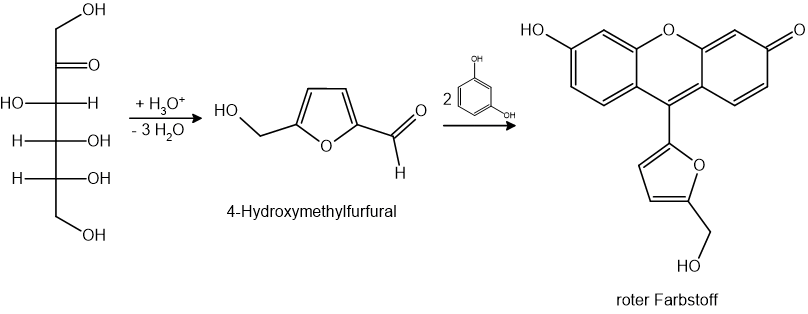 OH
O
HO H
H OH
H OH
OH
+ H₃O⁺
- 3 H₂O
HO
O
O
H
4-Hydroxymethylfurfural
OH
2
OH
HO
O
O
O
HO
roter Farbstoff